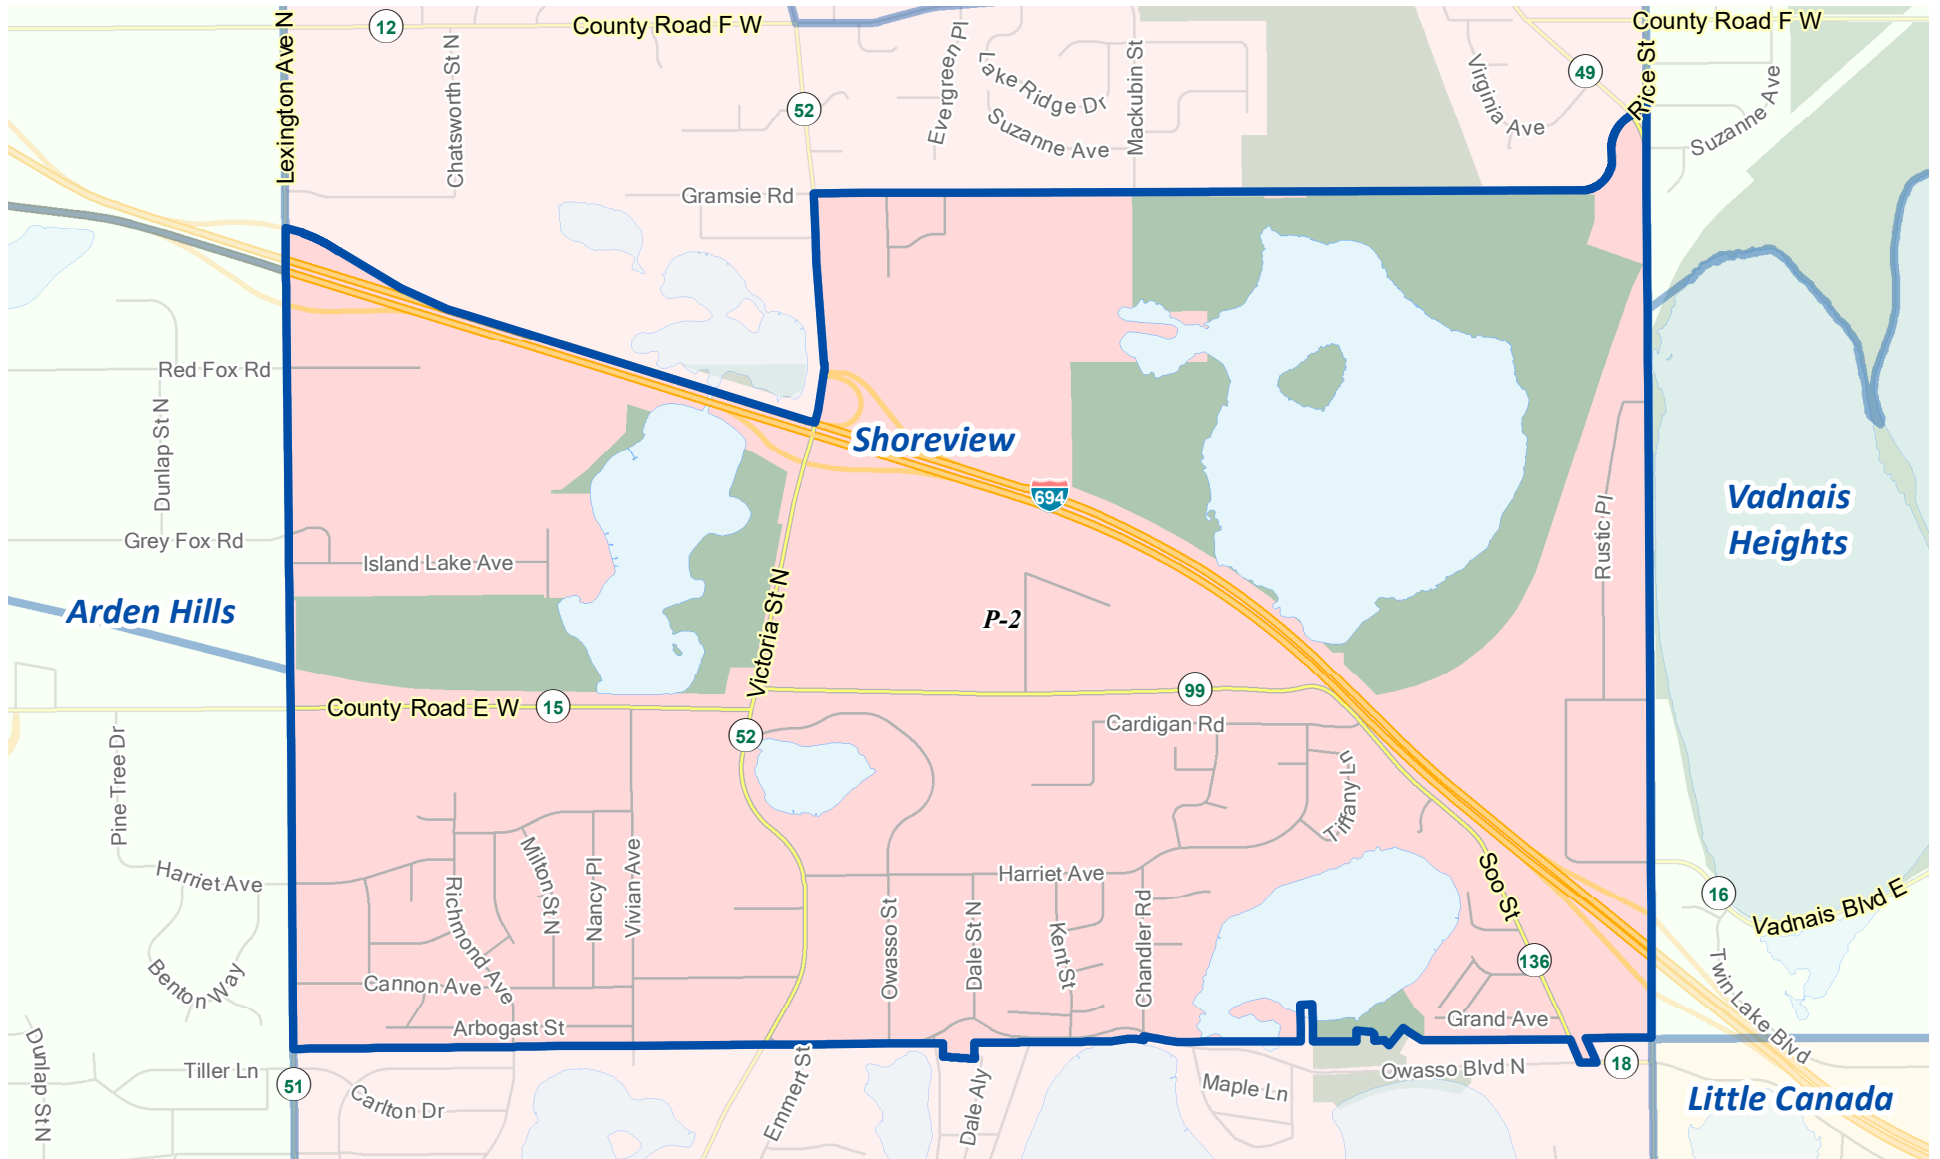 Lexington Ave N
12
County Road F W
Chatsworth St N
52
Evergreen Pl
Lake Ridge Dr
Suzanne Ave
Mackubin St
Virginia Ave
49
Rice St
County Road F W
Suzanne Ave
Gramsie Rd
Red Fox Rd
Dunlap St N
Shoreview
694
Vadnais
Heights
Rustic Pl
Grey Fox Rd
Island Lake Ave
Arden Hills
Victoria St N
P-2
County Road E W
15
99
52
Cardigan Rd
Tiffany Ln
Pine Tree Dr
Harriet Ave
Milton St N
Nancy Pl
Vivian Ave
Richmond Ave
Harriet Ave
Owasso St
Dale St N
Kent St
Chandler Rd
Soo St
16
Vadnais Blvd E
136
Benton Way
Cannon Ave
Arbogast St
Grand Ave
Twin Lake Blvd
Dunlap St N
Tiller Ln
51
Carlton Dr
Emmert St
Dale Aly
Maple Ln
Owasso Blvd N
18
Little Canada